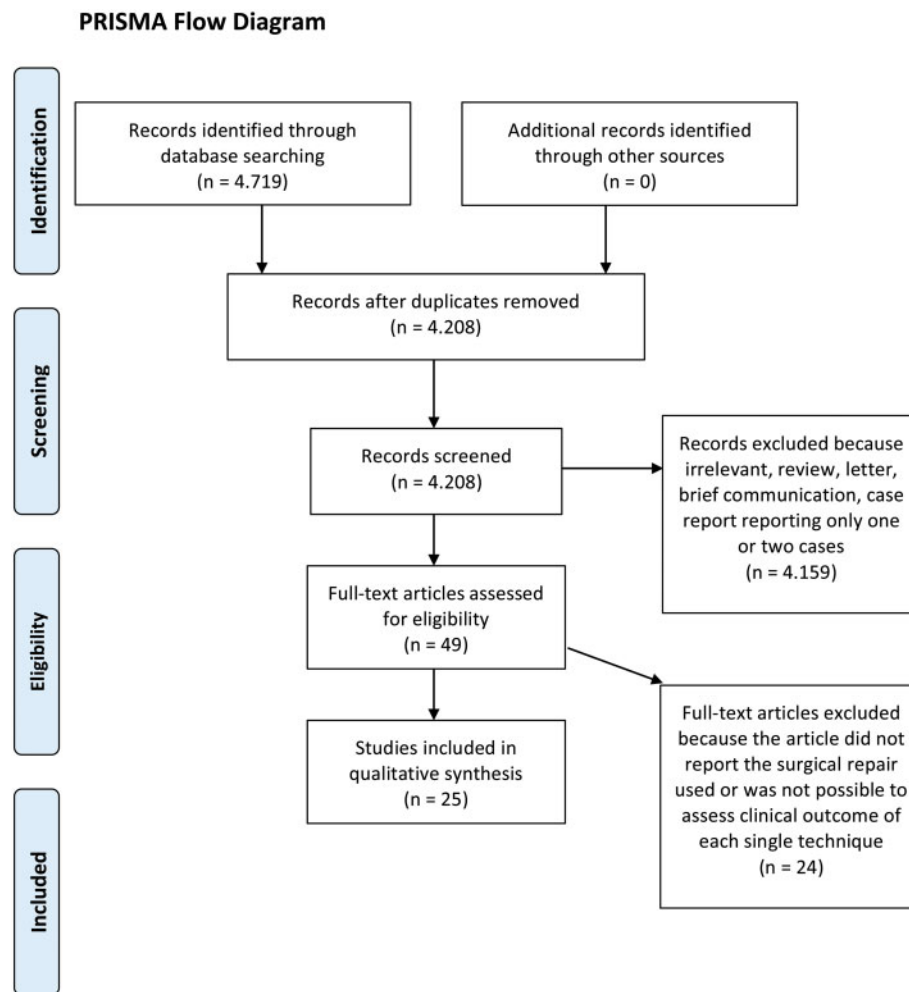 PRISMA Flow Diagram
Identification
Records identified through
database searching
(n = 4.719)
Additional records identified
through other sources
(n = 0)
Records after duplicates removed
(n = 4.208)
Screening
Records screened
(n = 4.208)
Records excluded because
irrelevant, review, letter,
brief communication, case
report reporting only one
or two cases
(n = 4.159)
Eligibility
Full-text articles assessed
for eligibility
(n = 49)
Full-text articles excluded
because the article did not
report the surgical repair
used or was not possible to
assess clinical outcome of
each single technique
(n = 24)
Studies included in
qualitative synthesis
(n = 25)
Included